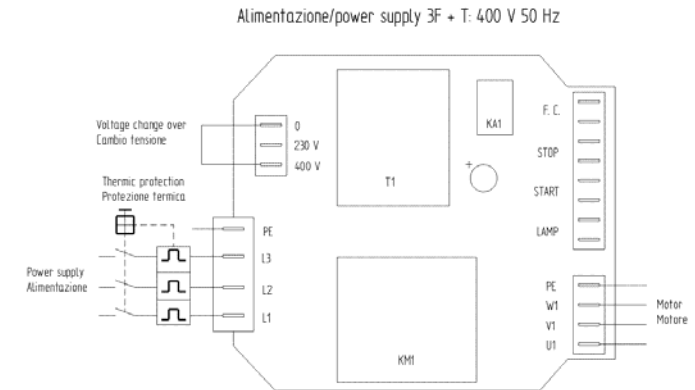 Alimentazione/power supply 3F + T: 400 V 50 Hz
Voltage change over
Cambio tensione
0
230 V
400 V
Thermic protection
Protezione termica
Power supply
Alimentazione
PE
L3
L2
L1
T1
KA1
+
KM1
F. C.
STOP
START
LAMP
PE
W1
V1
U1
Motor
Motore